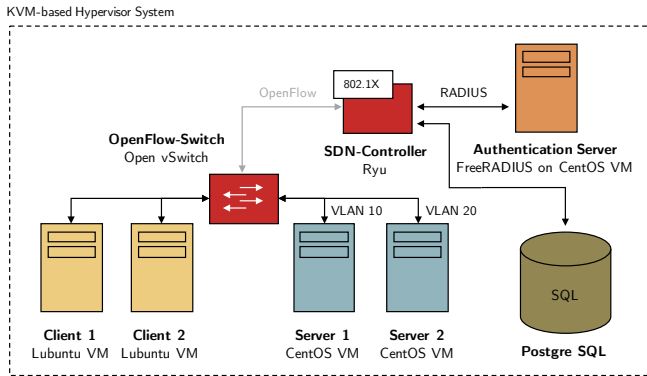 KVM-based Hypervisor System
802.1X
OpenFlow
RADIUS
OpenFlow-Switch
Open vSwitch
SDN-Controller
Ryu
Authentication Server
FreeRADIUS on CentOS VM
VLAN 10
VLAN 20
SQL
Client 1
Lubuntu VM
Client 2
Lubuntu VM
Server 1
CentOS VM
Server 2
CentOS VM
Postgre SQL